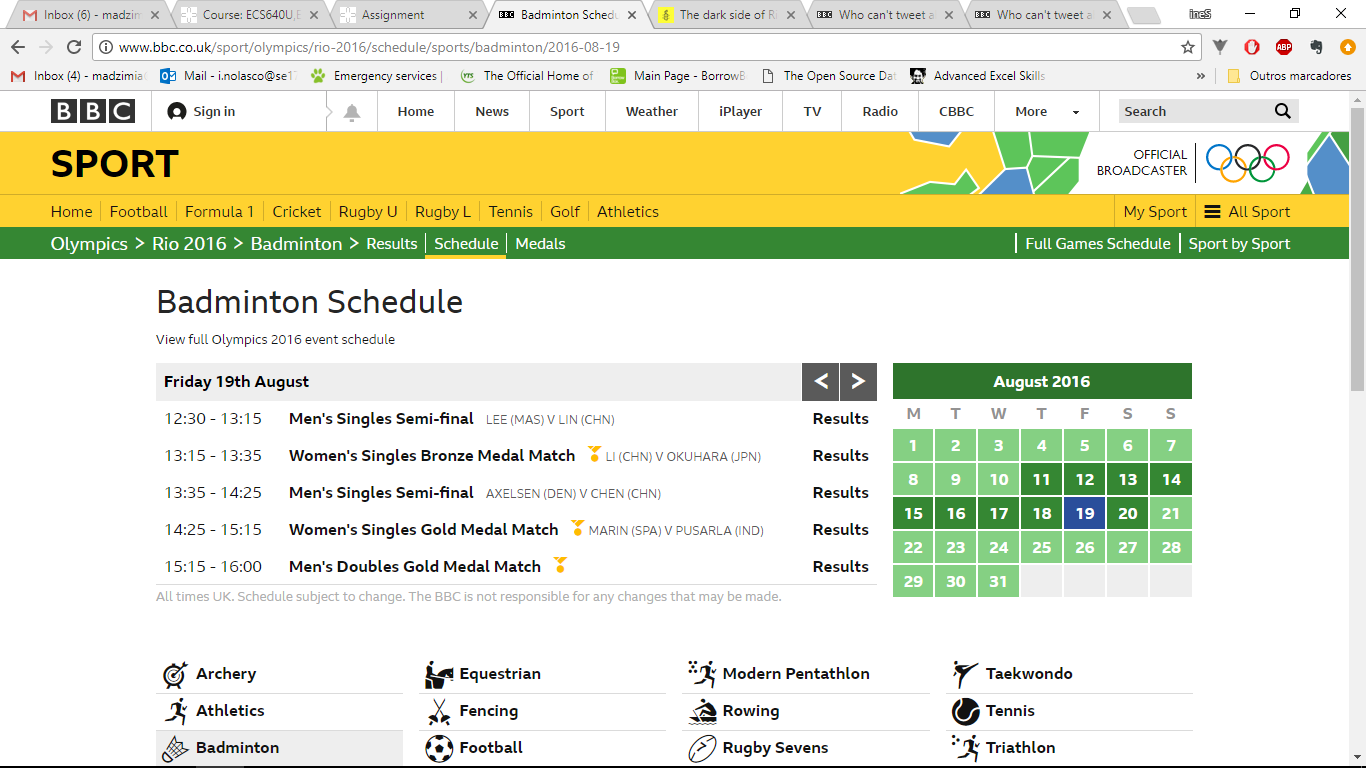 Inbox (6) - madzimia
Course: ECS640U,E
Assignment
Badminton Schedu
The dark side of Ri
Who can't tweet a
Who can't tweet a
ineS
www.bbc.co.uk/sport/olympics/rio-2016/schedule/sports/badminton/2016-08-19
Inbox (4) - madzimia
Mail - i.nolasco@se17
Emergency services |
The Official Home of
Main Page - BorrowB
The Open Source Dat
Advanced Excel Skills
»
Outros marcadores
BBC
Sign in
Home
News
Sport
Weather
iPlayer
TV
Radio
CBBC
More
Search
SPORT
OFFICIAL
BROADCASTER
Home
Football
Formula 1
Cricket
Rugby U
Rugby L
Tennis
Golf
Athletics
My Sport
All Sport
Olympics > Rio 2016 > Badminton > Results
Schedule
Medals
Full Games Schedule
Sport by Sport
Badminton Schedule
View full Olympics 2016 event schedule
Friday 19th August
< >
12:30 - 13:15 Men's Singles Semi-final LEE (MAS) V LIN (CHN) Results
13:15 - 13:35 Women's Singles Bronze Medal Match LI (CHN) V OKUHARA (JPN) Results
13:35 - 14:25 Men's Singles Semi-final AXELSEN (DEN) V CHEN (CHN) Results
14:25 - 15:15 Women's Singles Gold Medal Match MARIN (SPA) V PUSARLA (IND) Results
15:15 - 16:00 Men's Doubles Gold Medal Match Results
All times UK. Schedule subject to change. The BBC is not responsible for any changes that may be made.
August 2016
M T W T F S S
1 2 3 4 5 6 7
8 9 10 11 12 13 14
15 16 17 18 19 20 21
22 23 24 25 26 27 28
29 30 31
Archery
Equestrian
Modern Pentathlon
Taekwondo
Athletics
Fencing
Rowing
Tennis
Badminton
Football
Rugby Sevens
Triathlon